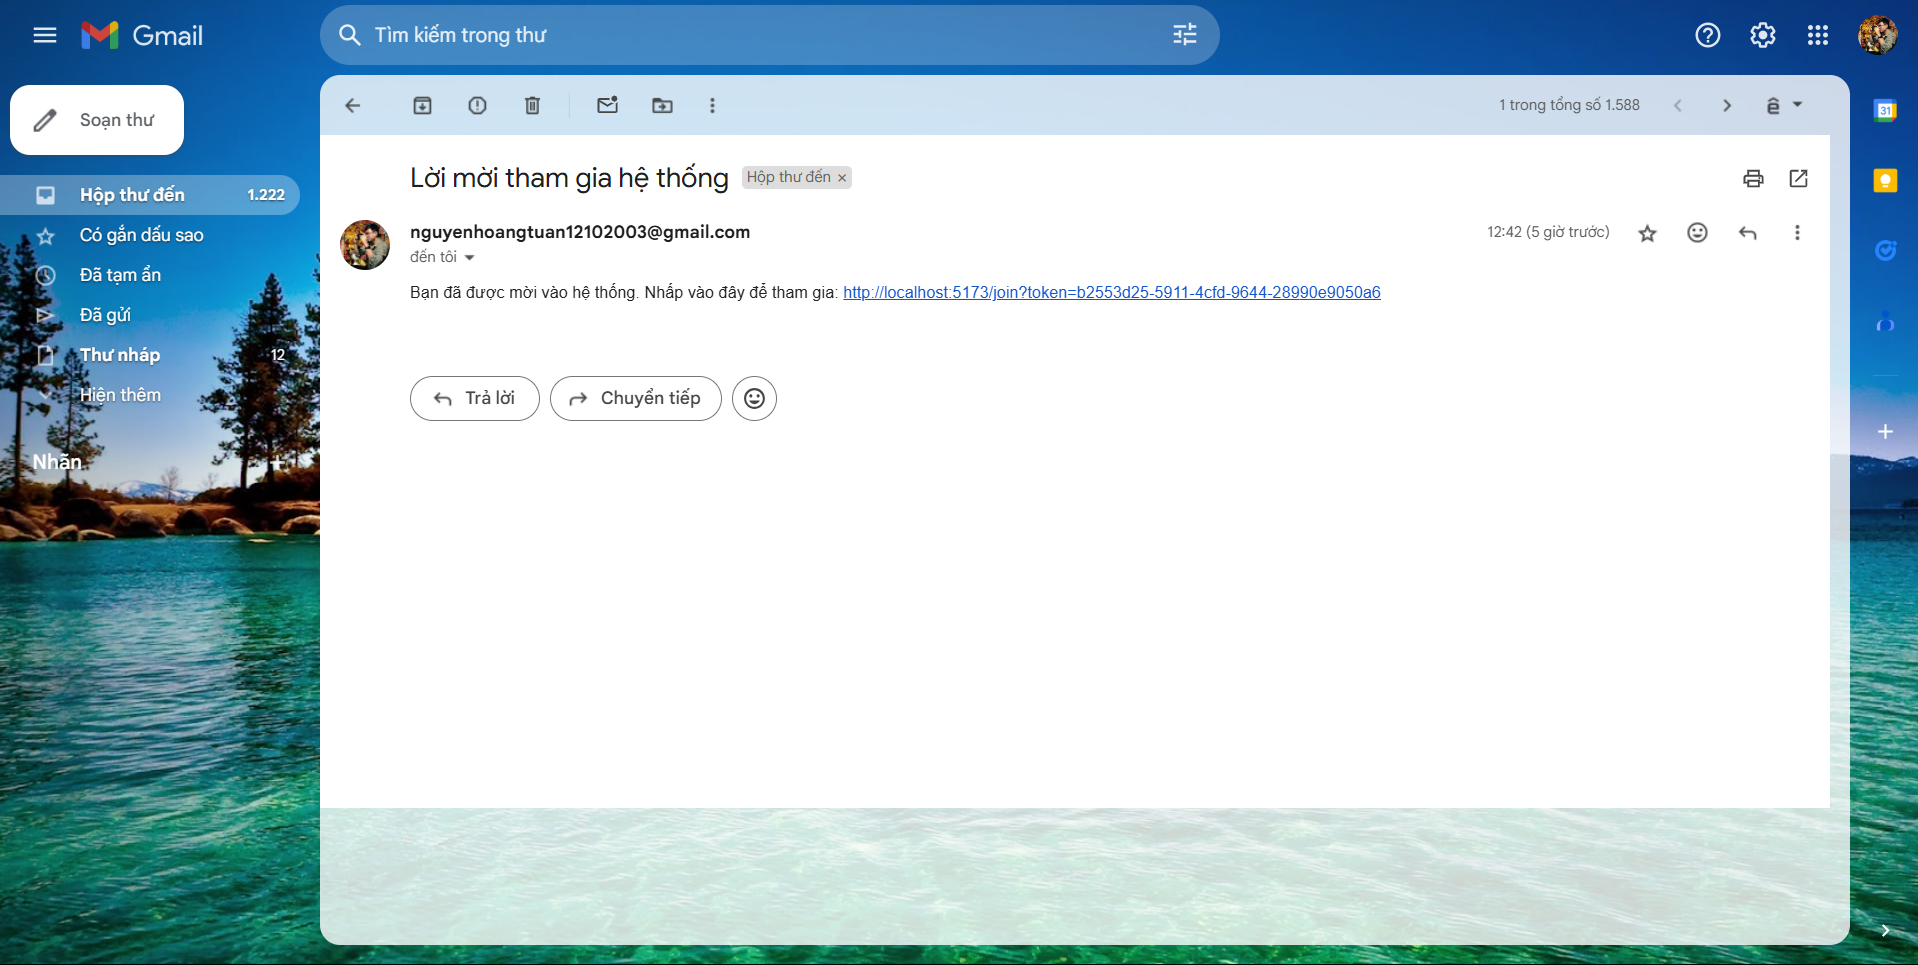 Gmail
Tìm kiếm trong thư
Soạn thư
1 trong tổng số 1.588
ê
31
Hộp thư đến 1.222
Có gắn dấu sao
Đã tạm ẩn
Đã gửi
Thư nháp 12
Hiện thêm
Nhãn
Lời mời tham gia hệ thống Hộp thư đến ×
nguyenhoangtuan12102003@gmail.com 12:42 (5 giờ trước)
đến tôi
Bạn đã được mời vào hệ thống. Nhấp vào đây để tham gia: http://localhost:5173/join?token=b2553d25-5911-4cfd-9644-28990e9050a6
Trả lời Chuyển tiếp